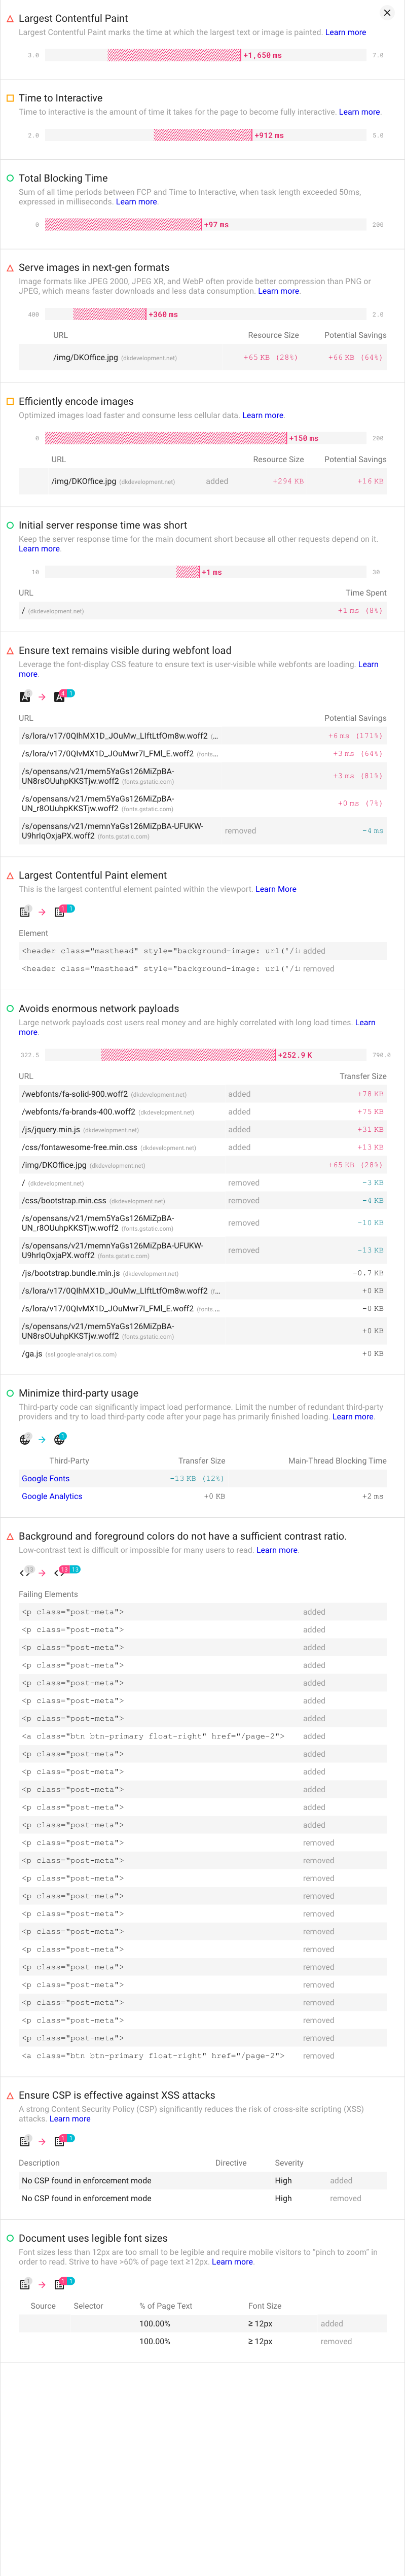 Largest Contentful Paint
Largest Contentful Paint marks the time at which the largest text or image is painted. Learn more
3.0 +1,650 ms 7.0
Time to Interactive
Time to interactive is the amount of time it takes for the page to become fully interactive. Learn more.
2.0 +912 ms 5.0
Total Blocking Time
Sum of all time periods between FCP and Time to Interactive, when task length exceeded 50ms,
expressed in milliseconds. Learn more.
0 +97 ms 200
Serve images in next-gen formats
Image formats like JPEG 2000, JPEG XR, and WebP often provide better compression than PNG or
JPEG, which means faster downloads and less data consumption. Learn more.
400 +360 ms 2.0
URL Resource Size Potential Savings
/img/DKOffice.jpg (dkdevelopment.net) +65 KB (28%) +66 KB (64%)
Efficiently encode images
Optimized images load faster and consume less cellular data. Learn more.
0 +150 ms 200
URL Resource Size Potential Savings
/img/DKOffice.jpg (dkdevelopment.net) added +294 KB +16 KB
Initial server response time was short
Keep the server response time for the main document short because all other requests depend on it.
Learn more.
10 +1 ms 30
URL Time Spent
/ (dkdevelopment.net) +1 ms (8%)
Ensure text remains visible during webfont load
Leverage the font-display CSS feature to ensure text is user-visible while webfonts are loading. Learn
more.
4 1
URL Potential Savings
/s/lora/v17/0QIhMX1D_JOuMw_LIftLtfOm8w.woff2 (... +6 ms (171%)
/s/lora/v17/0QIvMX1D_JOuMwr7I_FMl_E.woff2 (fonts... +3 ms (64%)
/s/opensans/v21/mem5YaGs126MiZpBA-
UN8rsOUuhpKKSTjw.woff2 (fonts.gstatic.com) +3 ms (81%)
/s/opensans/v21/mem5YaGs126MiZpBA-
UN_r8OUuhpKKSTjw.woff2 (fonts.gstatic.com) +0 ms (7%)
/s/opensans/v21/memnYaGs126MiZpBA-UFUKW-
U9hrIqOxjaPX.woff2 (fonts.gstatic.com) removed -4 ms
Largest Contentful Paint element
This is the largest contentful element painted within the viewport. Learn More
1 1
Element
<header class="masthead" style="background-image: url('/i added
<header class="masthead" style="background-image: url('/i removed
Avoids enormous network payloads
Large network payloads cost users real money and are highly correlated with long load times. Learn
more.
322.5 +252.9 K 790.0
URL Transfer Size
/webfonts/fa-solid-900.woff2 (dkdevelopment.net) added +78 KB
/webfonts/fa-brands-400.woff2 (dkdevelopment.net) added +75 KB
/js/jquery.min.js (dkdevelopment.net) added +31 KB
/css/fontawesome-free.min.css (dkdevelopment.net) added +13 KB
/img/DKOffice.jpg (dkdevelopment.net) +65 KB (28%)
/ (dkdevelopment.net) removed -3 KB
/css/bootstrap.min.css (dkdevelopment.net) removed -4 KB
/s/opensans/v21/mem5YaGs126MiZpBA-
UN_r8OUuhpKKSTjw.woff2 (fonts.gstatic.com) removed -10 KB
/s/opensans/v21/memnYaGs126MiZpBA-UFUKW-
U9hrIqOxjaPX.woff2 (fonts.gstatic.com) removed -13 KB
/js/bootstrap.bundle.min.js (dkdevelopment.net) -0.7 KB
/s/lora/v17/0QIhMX1D_JOuMw_LIftLtfOm8w.woff2 (f... +0 KB
/s/lora/v17/0QIvMX1D_JOuMwr7I_FMl_E.woff2 (fonts.... -0 KB
/s/opensans/v21/mem5YaGs126MiZpBA-
UN8rsOUuhpKKSTjw.woff2 (fonts.gstatic.com) +0 KB
/ga.js (ssl.google-analytics.com) +0 KB
Minimize third-party usage
Third-party code can significantly impact load performance. Limit the number of redundant third-party
providers and try to load third-party code after your page has primarily finished loading. Learn more.
Third-Party Transfer Size Main-Thread Blocking Time
Google Fonts -13 KB (12%)
Google Analytics +0 KB +2 ms
Background and foreground colors do not have a sufficient contrast ratio.
Low-contrast text is difficult or impossible for many users to read. Learn more.
13 13 13
Failing Elements
<p class="post-meta"> added
<p class="post-meta"> added
<p class="post-meta"> added
<p class="post-meta"> added
<p class="post-meta"> added
<p class="post-meta"> added
<p class="post-meta"> added
<a class="btn btn-primary float-right" href="/page-2"> added
<p class="post-meta"> added
<p class="post-meta"> added
<p class="post-meta"> added
<p class="post-meta"> added
<p class="post-meta"> added
<p class="post-meta"> removed
<p class="post-meta"> removed
<p class="post-meta"> removed
<p class="post-meta"> removed
<p class="post-meta"> removed
<p class="post-meta"> removed
<p class="post-meta"> removed
<p class="post-meta"> removed
<p class="post-meta"> removed
<p class="post-meta"> removed
<p class="post-meta"> removed
<p class="post-meta"> removed
<a class="btn btn-primary float-right" href="/page-2"> removed
Ensure CSP is effective against XSS attacks
A strong Content Security Policy (CSP) significantly reduces the risk of cross-site scripting (XSS)
attacks. Learn more
1 1
Description Directive Severity
No CSP found in enforcement mode High added
No CSP found in enforcement mode High removed
Document uses legible font sizes
Font sizes less than 12px are too small to be legible and require mobile visitors to “pinch to zoom” in
order to read. Strive to have >60% of page text ≥12px. Learn more.
1 1
Source Selector % of Page Text Font Size
100.00% ≥ 12px added
100.00% ≥ 12px removed